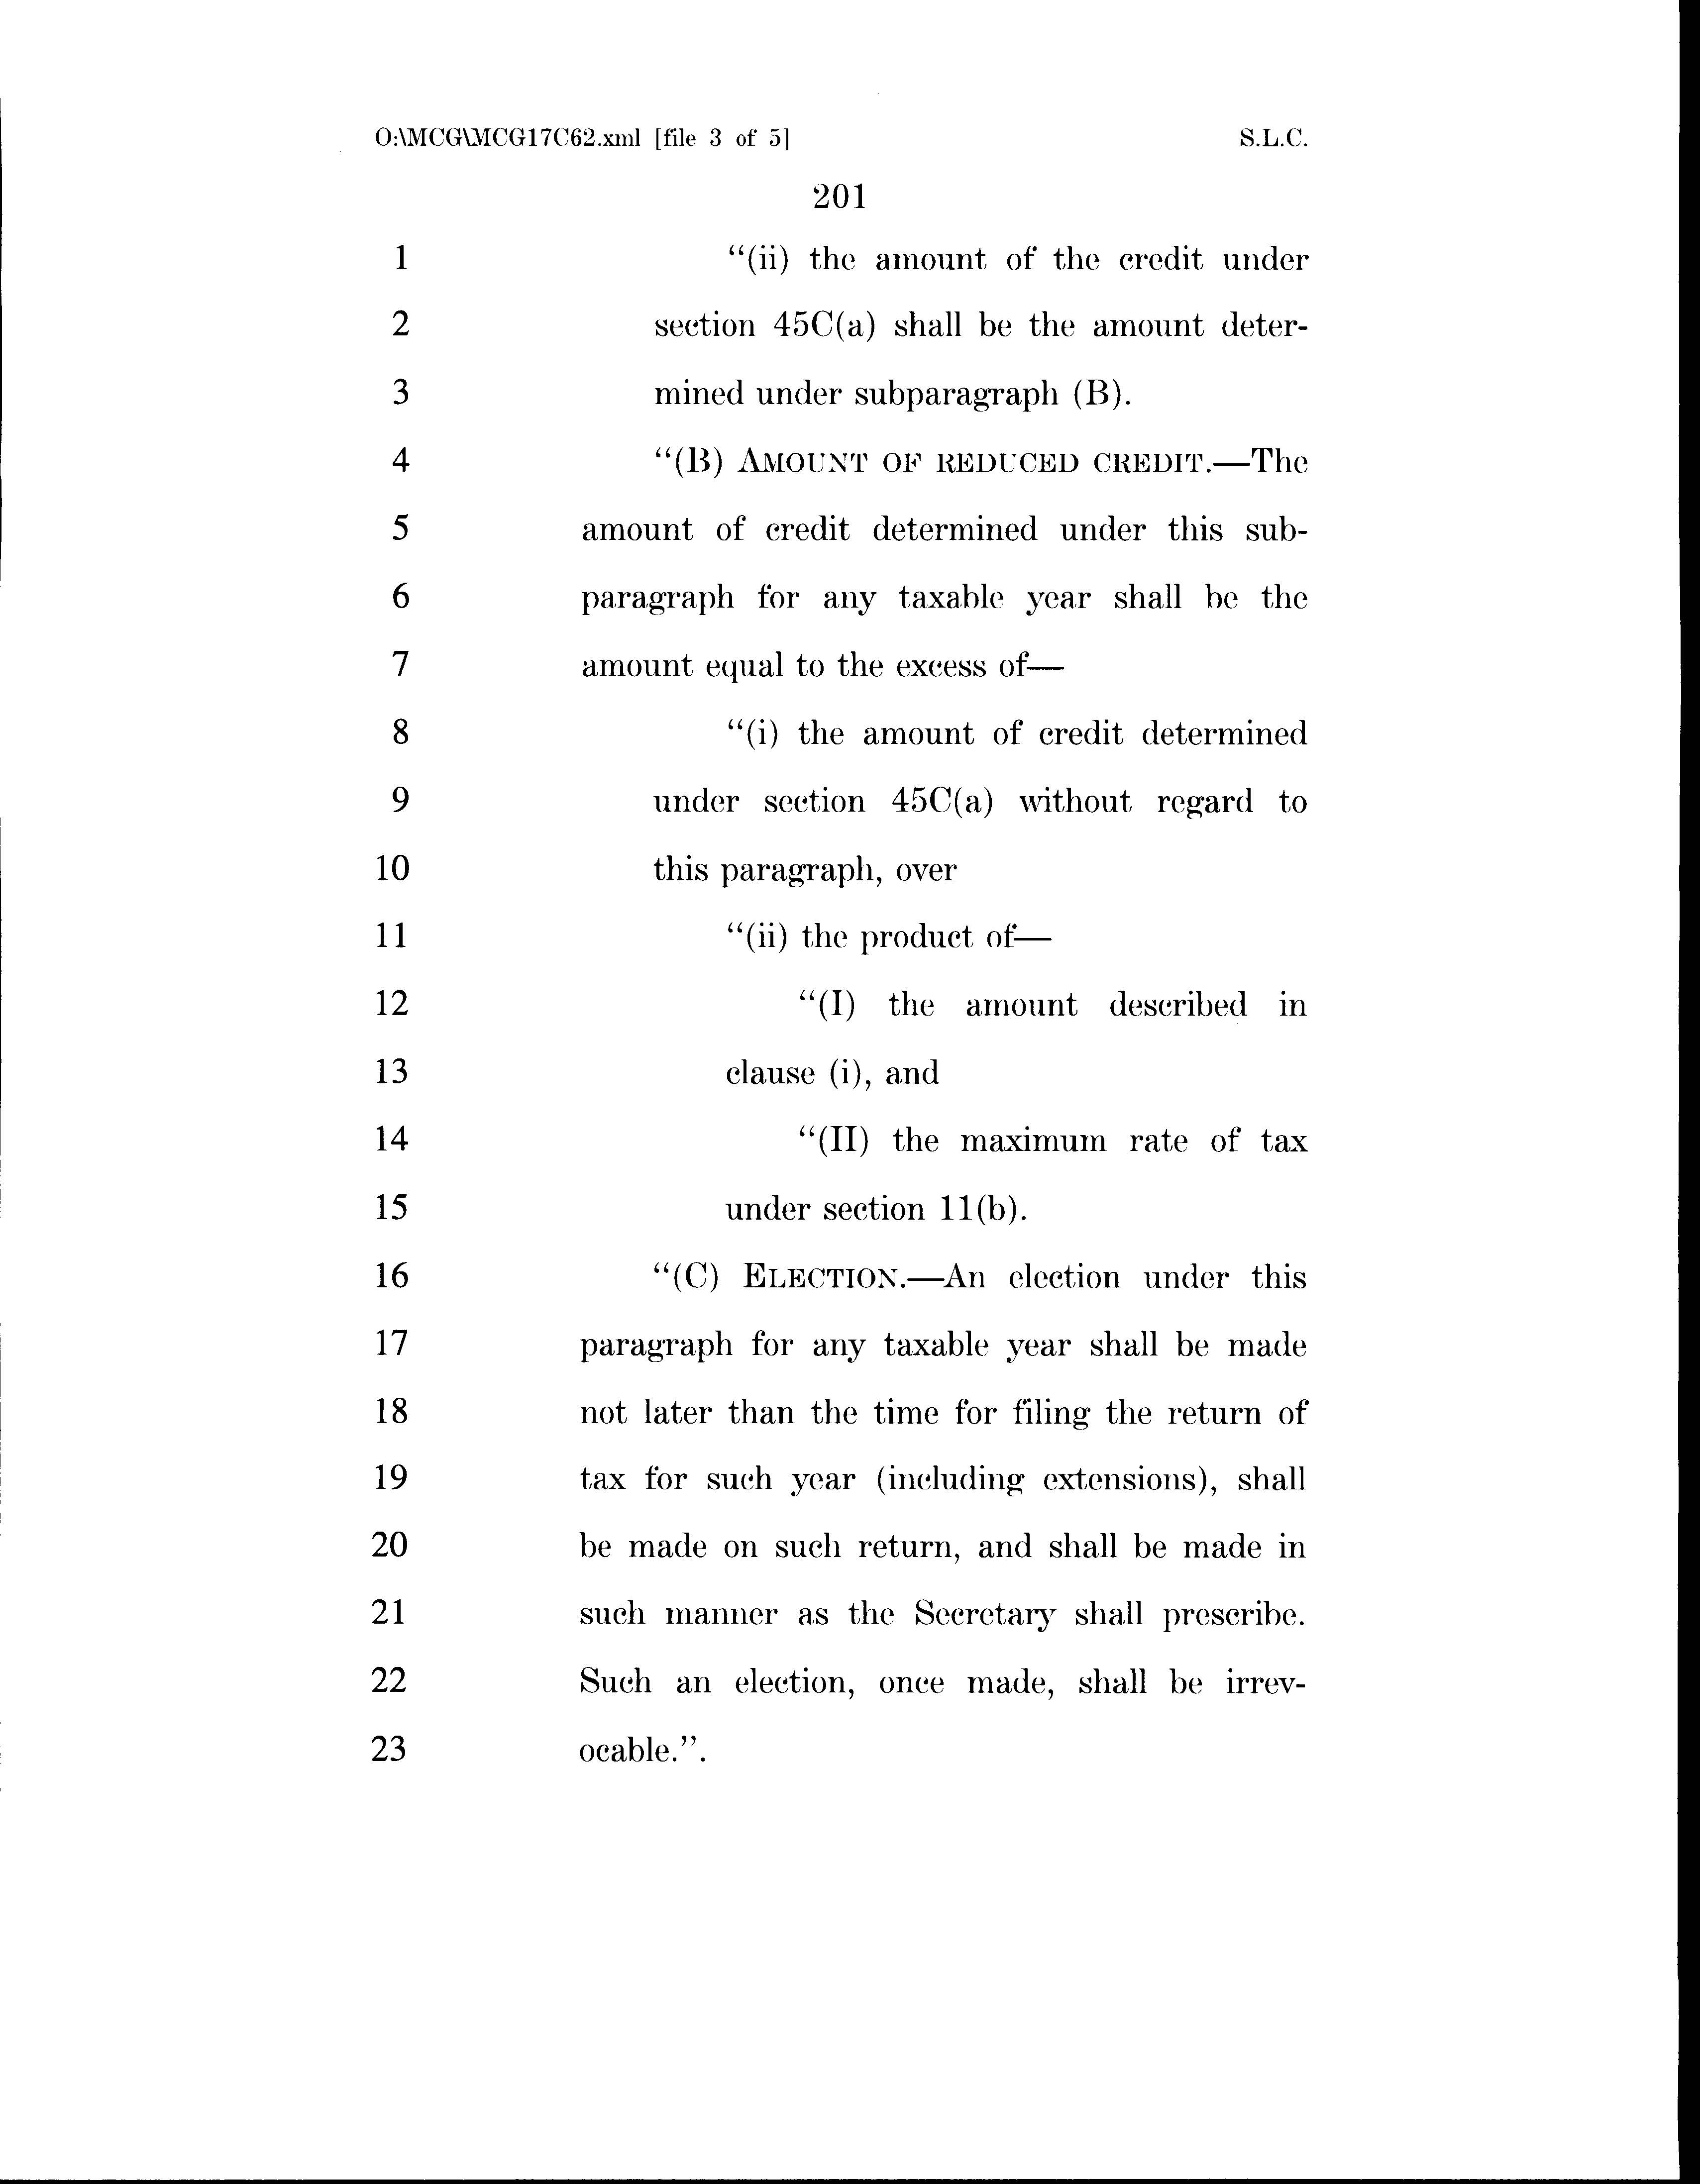 O:\MCG\MCG17C62.xml [file 3 of 5] S.L.C.
201
1 “(ii) the amount of the credit under
2 section 45C(a) shall be the amount deter-
3 mined under subparagraph (B).
4 “(B) AMOUNT OF REDUCED CREDIT.—The
5 amount of credit determined under this sub-
6 paragraph for any taxable year shall be the
7 amount equal to the excess of—
8 “(i) the amount of credit determined
9 under section 45C(a) without regard to
10 this paragraph, over
11 “(ii) the product of—
12 “(I) the amount described in
13 clause (i), and
14 “(II) the maximum rate of tax
15 under section 11(b).
16 “(C) ELECTION.—An election under this
17 paragraph for any taxable year shall be made
18 not later than the time for filing the return of
19 tax for such year (including extensions), shall
20 be made on such return, and shall be made in
21 such manner as the Secretary shall prescribe.
22 Such an election, once made, shall be irrev-
23 ocable.”.